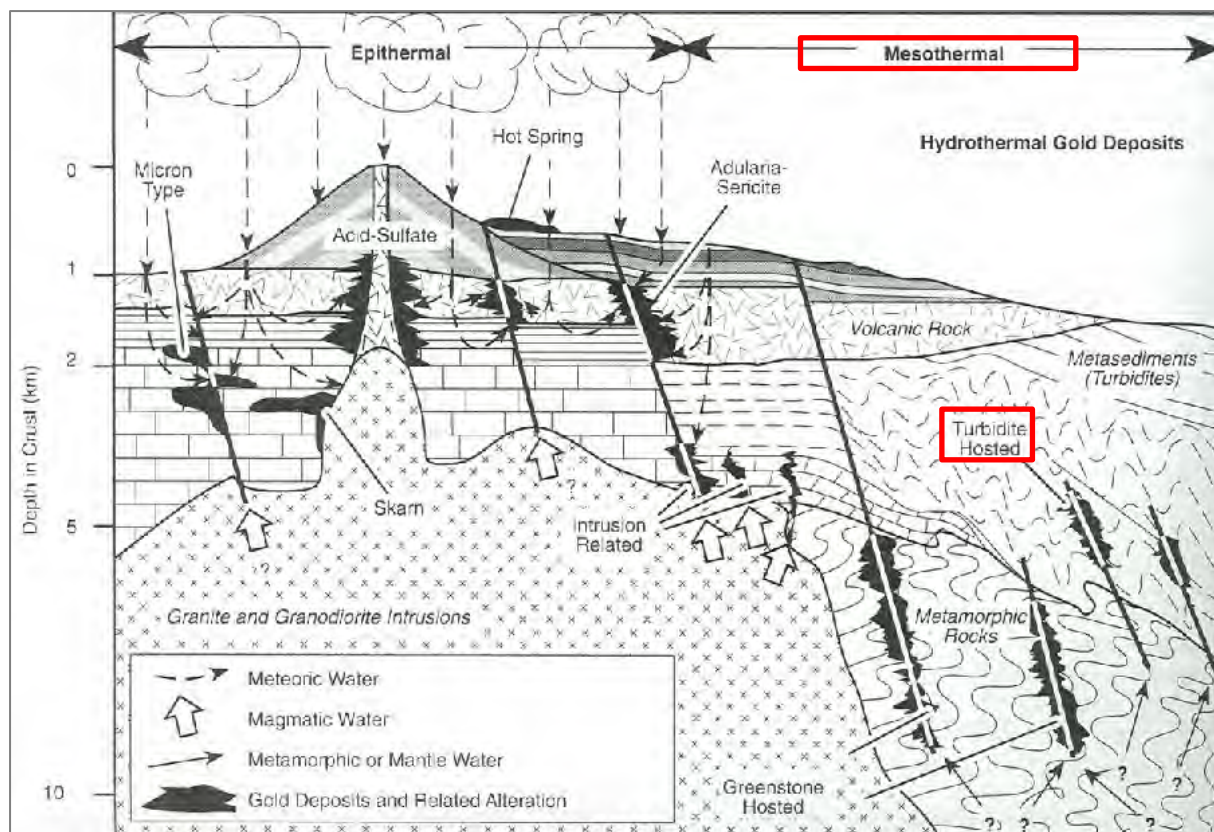 Epithermal
Mesothermal
Hydrothermal Gold Deposits
Hot Spring
Micron
Type
Adularia-
Sericite
Acid-Sulfate
0
1
2
5
10
Depth in Crust (km)
Volcanic Rock
Metasediments
(Turbidites)
Turbidite
Hosted
Skarn
Intrusion
Related
?
?
Granite and Granodiorite Intrusions
Metamorphic
Rocks
Meteoric Water
Magmatic Water
Metamorphic or Mantle Water
Gold Deposits and Related Alteration
Greenstone
Hosted
?
?
?
?
?